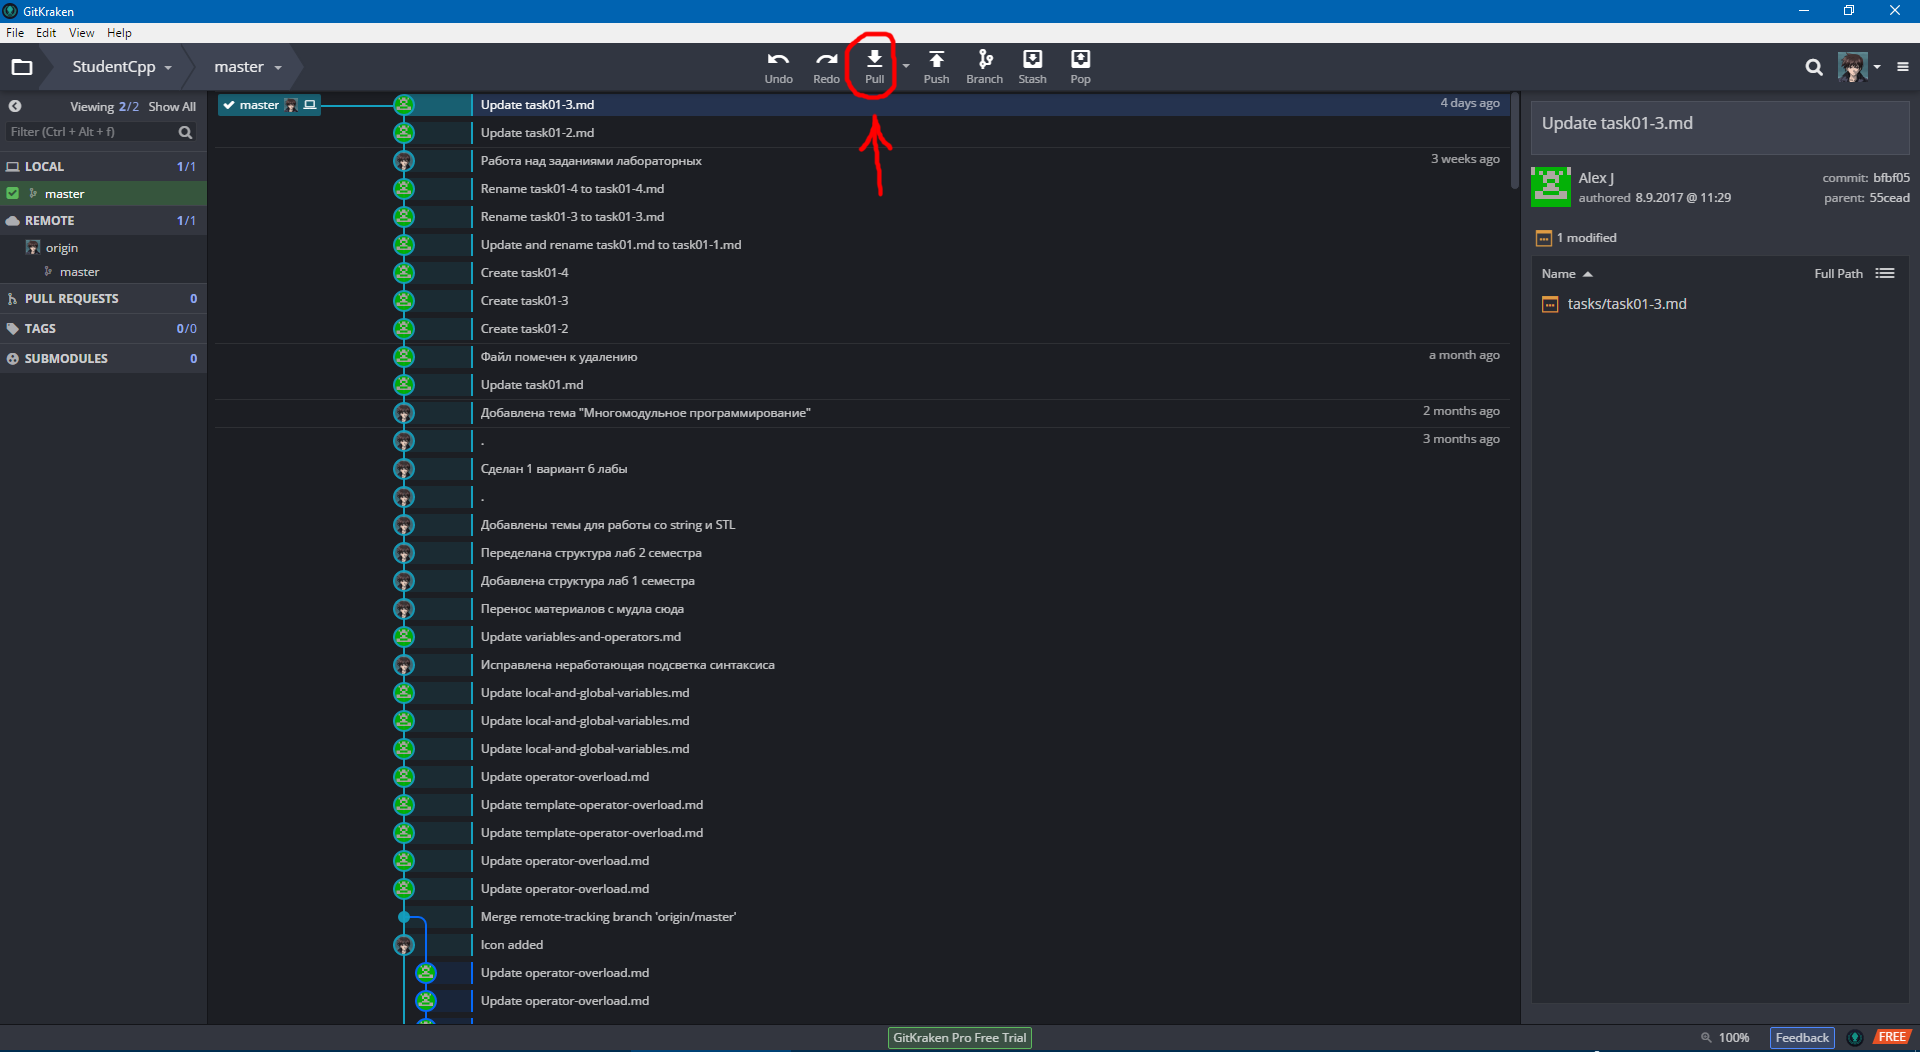 GitKraken
File Edit View Help
StudentCpp master
Undo Redo Pull Push Branch Stash Pop
Viewing 2/2 Show All
Filter (Ctrl + Alt + f)
LOCAL 1/1
master
REMOTE 1/1
origin
master
PULL REQUESTS 0
TAGS 0/0
SUBMODULES 0
master Update task01-3.md 4 days ago
Update task01-2.md
Работа над заданиями лабораторных 3 weeks ago
Rename task01-4 to task01-4.md
Rename task01-3 to task01-3.md
Update and rename task01.md to task01-1.md
Create task01-4
Create task01-3
Create task01-2
Файл помечен к удалению a month ago
Update task01.md
Добавлена тема "Многомодульное программирование" 2 months ago
. 3 months ago
Сделан 1 вариант 6 лабы
.
Добавлены темы для работы со string и STL
Переделана структура лаб 2 семестра
Добавлена структура лаб 1 семестра
Перенос материалов с мудла сюда
Update variables-and-operators.md
Исправлена неработающая подсветка синтаксиса
Update local-and-global-variables.md
Update local-and-global-variables.md
Update local-and-global-variables.md
Update operator-overload.md
Update template-operator-overload.md
Update template-operator-overload.md
Update operator-overload.md
Update operator-overload.md
Merge remote-tracking branch 'origin/master'
Icon added
Update operator-overload.md
Update operator-overload.md
Update task01-3.md
Alex J commit: bfbf05
authored 8.9.2017 @ 11:29 parent: 55cead
1 modified
Name Full Path
tasks/task01-3.md
GitKraken Pro Free Trial 100% Feedback FREE